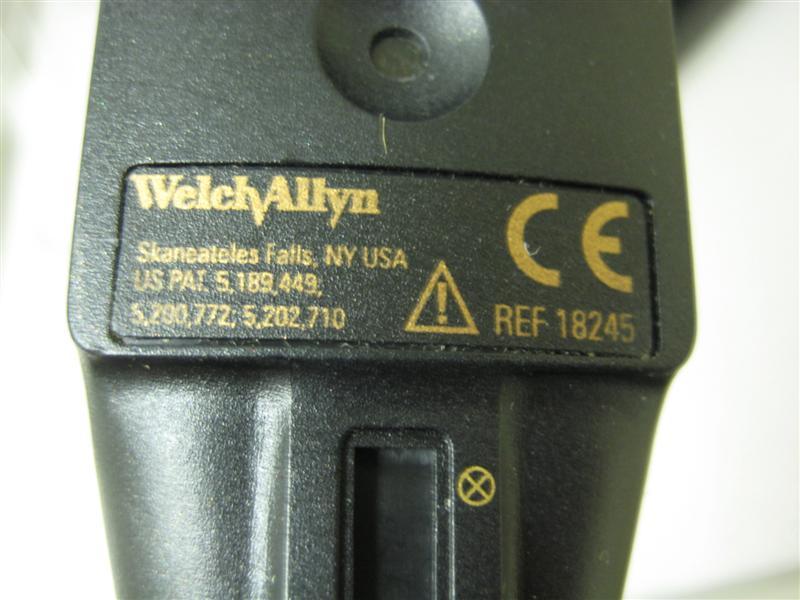 WelchAllyn
Skaneateles Falls, NY USA
US PAT. 5,189,449,
5,200,772, 5,202,710
CE
REF 18245